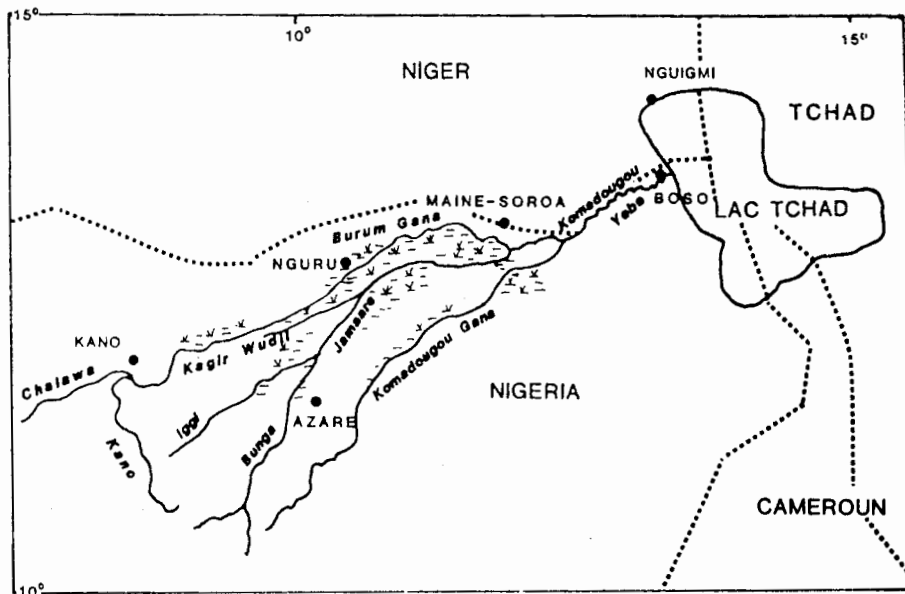 15°
10°
15°
NIGER
NGUIGMI
TCHAD
Komadougou
Yobe
BOSO
LAC TCHAD
MAINE-SOROA
Burum Gana
NGURU
KANO
Chalawa
Kagir Wudil
Jamaare
Komadougou Gana
NIGERIA
Iggi
AZARE
Kano
Bunga
CAMEROUN
10°